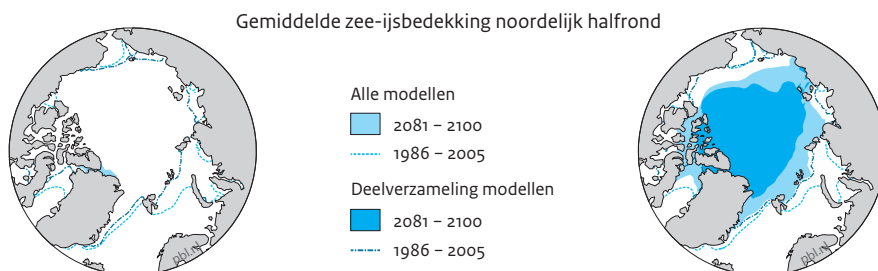 Gemiddelde zee-ijsbedekking noordelijk halfrond
Alle modellen
2081 – 2100
1986 – 2005
Deelverzameling modellen
2081 – 2100
1986 – 2005
pbl.nl
pbl.nl